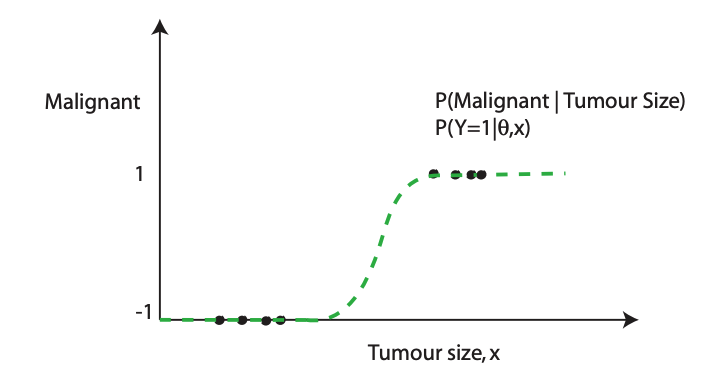 Malignant
P(Malignant | Tumour Size)
P(Y=1|θ,x)
1
-1
Tumour size, x